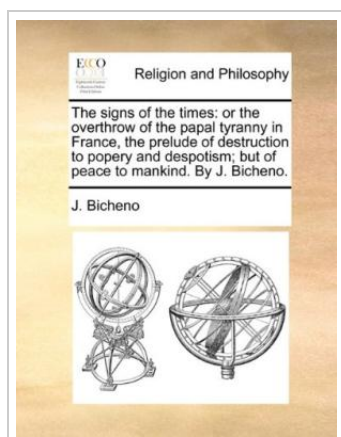 ECCO
Religion and Philosophy
The signs of the times: or the
overthrow of the papal tyranny in
France, the prelude of destruction
to popery and despotism; but of
peace to mankind. By J. Bicheno.
J. Bicheno